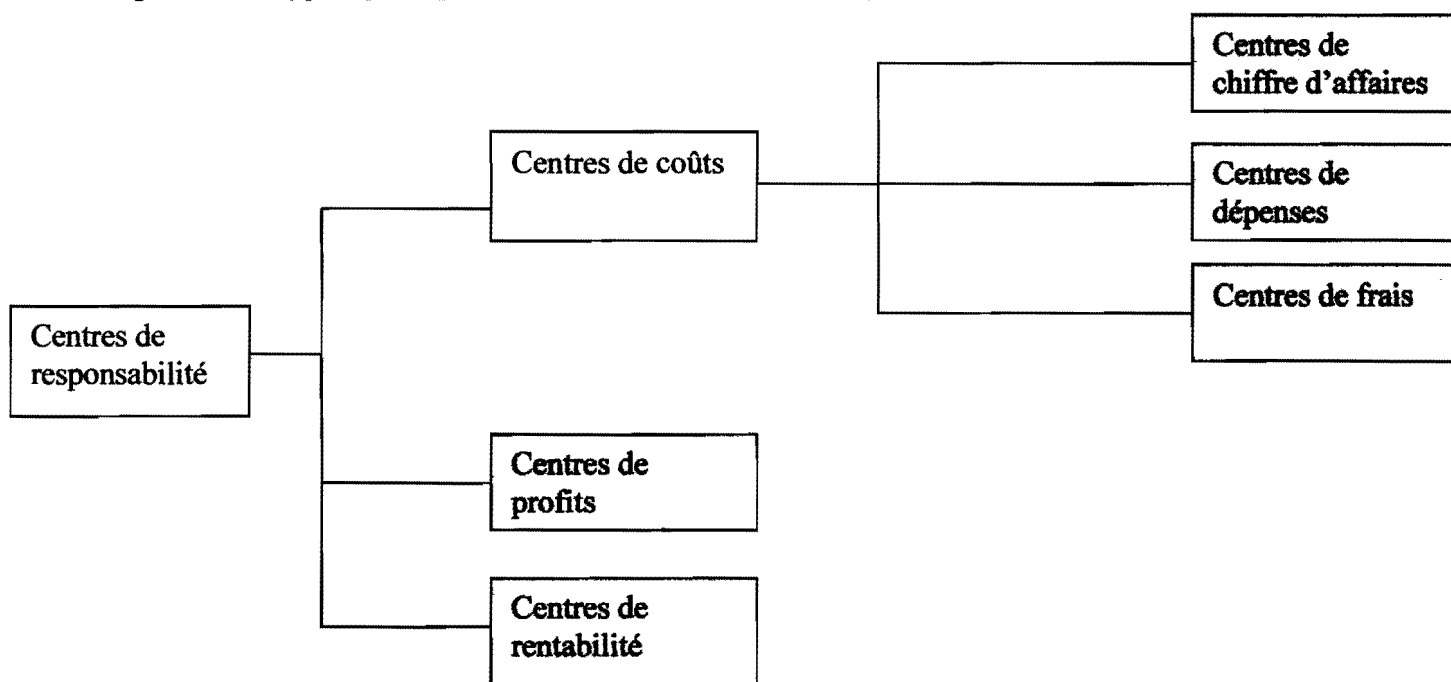 Centres de
chiffre d'affaires
Centres de coûts
Centres de
dépenses
Centres de frais
Centres de
responsabilité
Centres de
profits
Centres de
rentabilité